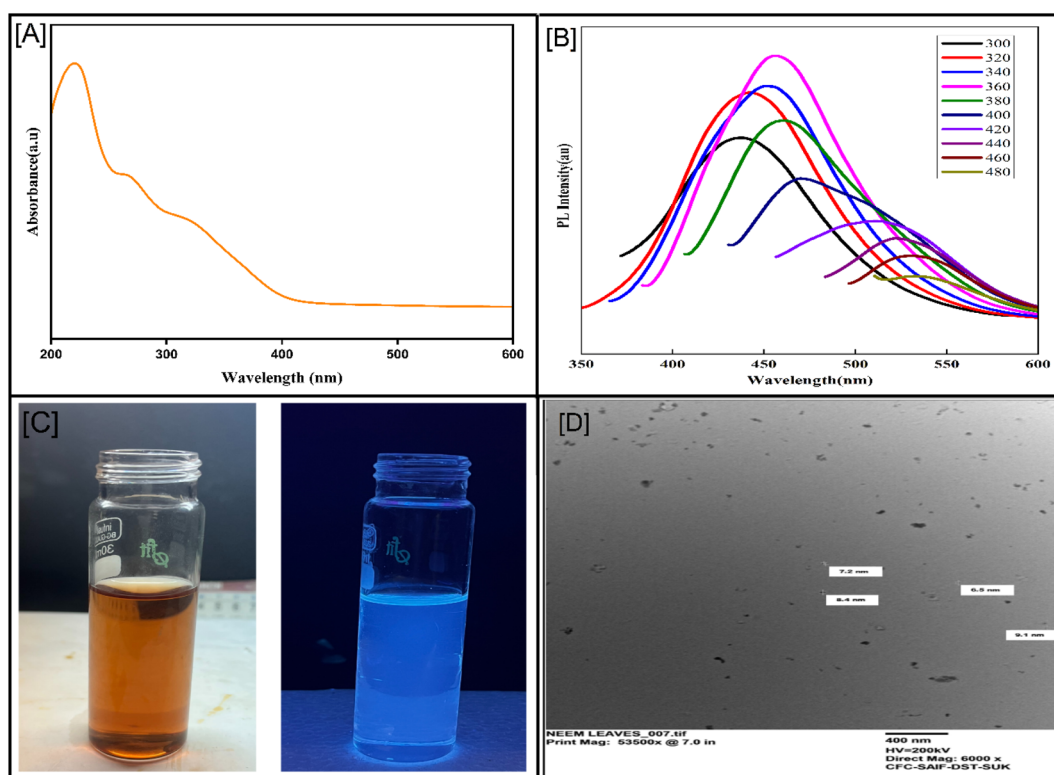 [A]
Absorbance(a.u)
200
300
400
500
600
Wavelength (nm)
[B]
PL Intensity(au)
300
320
340
360
380
400
420
440
460
480
350
400
450
500
550
600
Wavelength(nm)
[C]
30m
[D]
7.2 nm
8.4 nm
6.5 nm
9.1 nm
NEEM LEAVES_007.tif
Print Mag: 53500x @ 7.0 in
400 nm
HV=200kV
Direct Mag: 6000 x
CFC-SAIF-DST-SUK